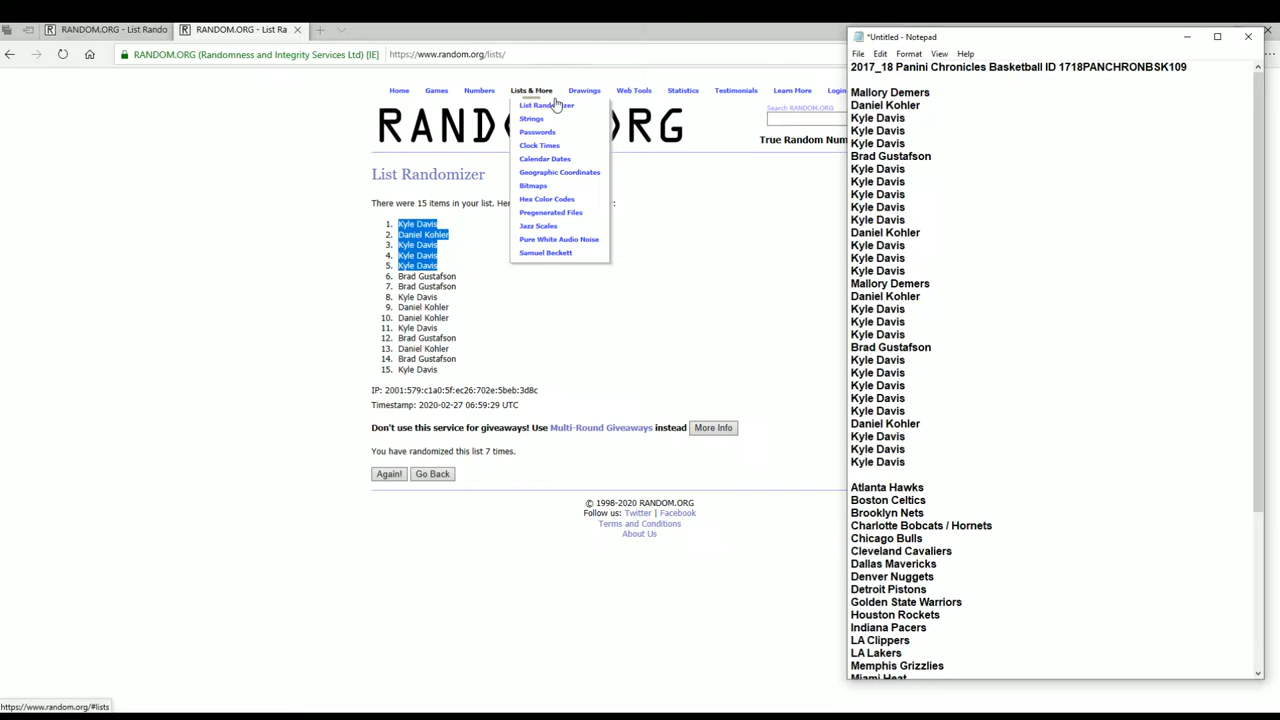 RANDOM.ORG - List Rando
RANDOM.ORG - List Ra
RANDOM.ORG (Randomness and Integrity Services Ltd) [IE]
https://www.random.org/lists/
Home Games Numbers Lists & More Drawings Web Tools Statistics Testimonials Learn More Login
List Randomizer
Strings
Passwords
Clock Times
Calendar Dates
Geographic Coordinates
Bitmaps
Hex Color Codes
Pregenerated Files
Jazz Scales
Pure White Audio Noise
Samuel Beckett
Search RANDOM.ORG
True Random Num
List Randomizer
There were 15 items in your list. Her
1. Kyle Davis
2. Daniel Kohler
3. Kyle Davis
4. Kyle Davis
5. Kyle Davis
6. Brad Gustafson
7. Brad Gustafson
8. Kyle Davis
9. Daniel Kohler
10. Daniel Kohler
11. Kyle Davis
12. Brad Gustafson
13. Daniel Kohler
14. Brad Gustafson
15. Kyle Davis
IP: 2001:579:c1a0:5f:ec26:702e:5beb:3d8c
Timestamp: 2020-02-27 06:59:29 UTC
Don't use this service for giveaways! Use Multi-Round Giveaways instead More Info
You have randomized this list 7 times.
Again! Go Back
© 1998-2020 RANDOM.ORG
Follow us: Twitter | Facebook
Terms and Conditions
About Us
https://www.random.org/#lists
*Untitled - Notepad
File Edit Format View Help
2017_18 Panini Chronicles Basketball ID 1718PANCHRONBSK109
Mallory Demers
Daniel Kohler
Kyle Davis
Kyle Davis
Kyle Davis
Brad Gustafson
Kyle Davis
Kyle Davis
Kyle Davis
Kyle Davis
Kyle Davis
Daniel Kohler
Kyle Davis
Kyle Davis
Kyle Davis
Mallory Demers
Daniel Kohler
Kyle Davis
Kyle Davis
Kyle Davis
Brad Gustafson
Kyle Davis
Kyle Davis
Kyle Davis
Kyle Davis
Kyle Davis
Daniel Kohler
Kyle Davis
Kyle Davis
Kyle Davis
Atlanta Hawks
Boston Celtics
Brooklyn Nets
Charlotte Bobcats / Hornets
Chicago Bulls
Cleveland Cavaliers
Dallas Mavericks
Denver Nuggets
Detroit Pistons
Golden State Warriors
Houston Rockets
Indiana Pacers
LA Clippers
LA Lakers
Memphis Grizzlies
Miami Heat